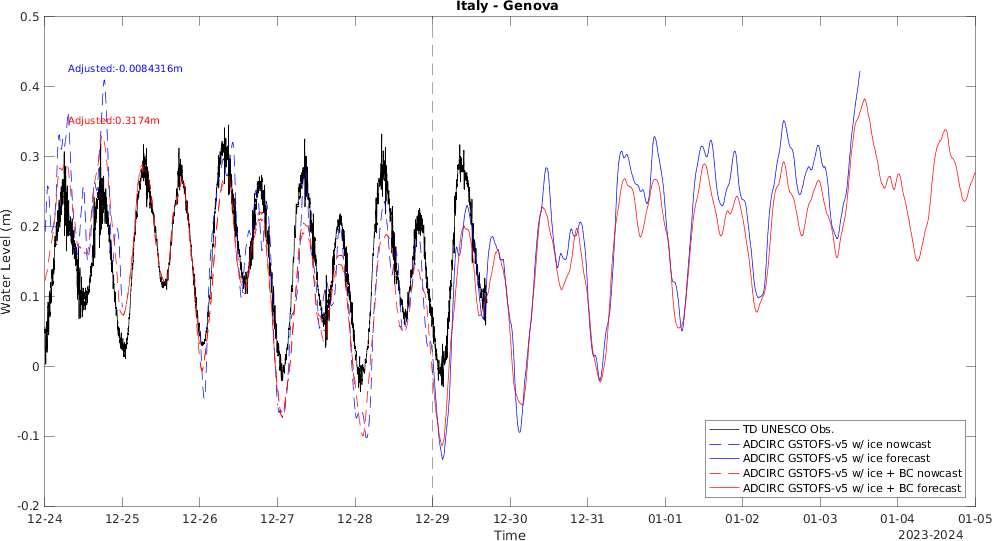 Italy - Genova
Adjusted:-0.0084316m
Adjusted:0.3174m
Water Level (m)
0.5
0.4
0.3
0.2
0.1
0
-0.1
-0.2
TD UNESCO Obs.
ADCIRC GSTOFS-v5 w/ ice nowcast
ADCIRC GSTOFS-v5 w/ ice forecast
ADCIRC GSTOFS-v5 w/ ice + BC nowcast
ADCIRC GSTOFS-v5 w/ ice + BC forecast
12-24 12-25 12-26 12-27 12-28 12-29 12-30 12-31 01-01 01-02 01-03 01-04 01-05
Time
2023-2024